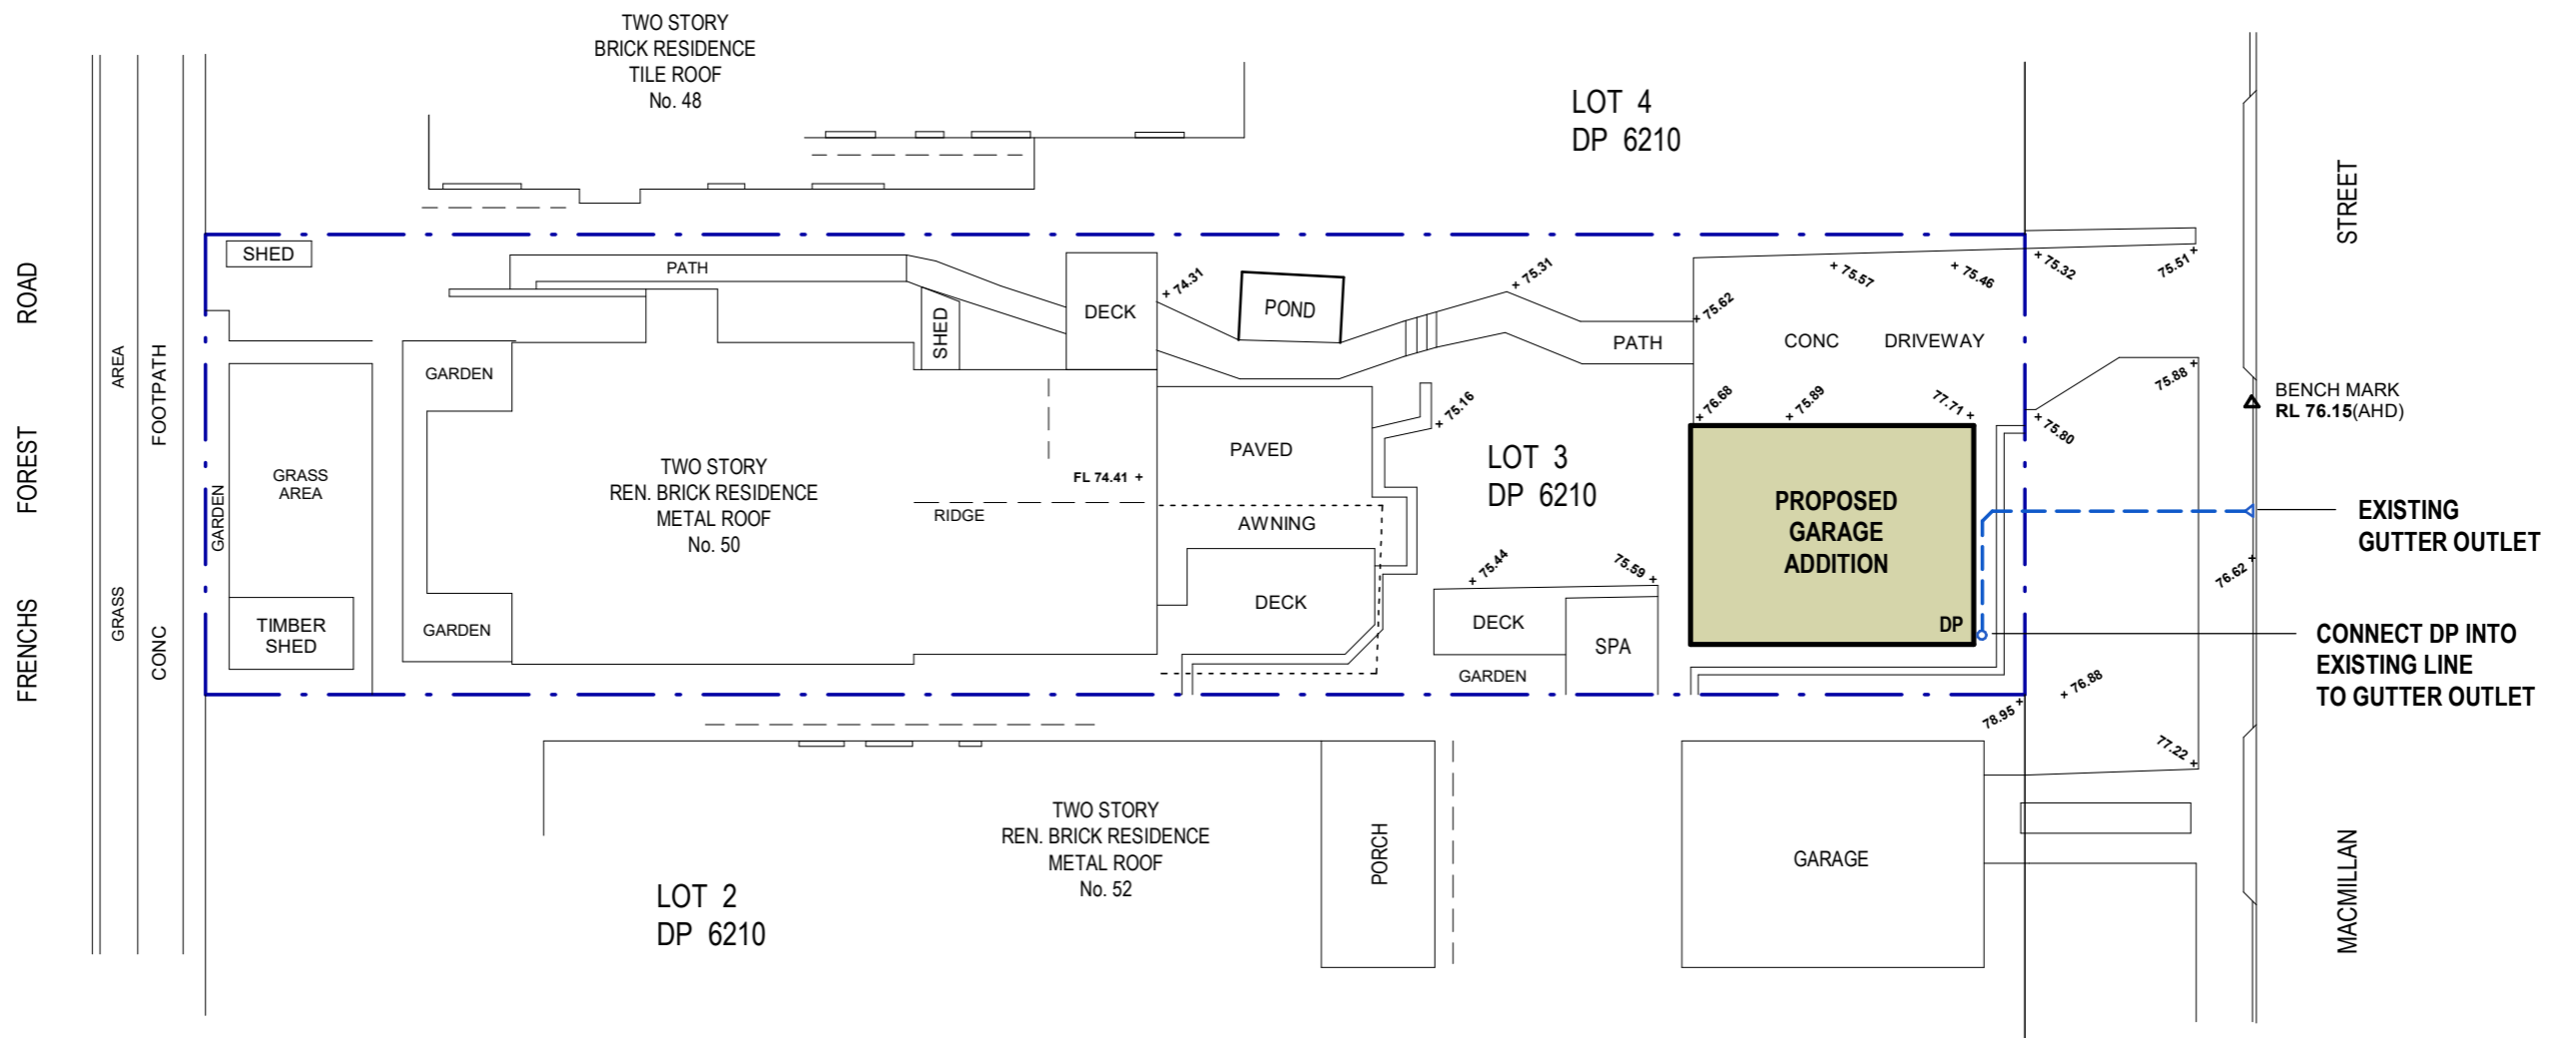 TWO STORY
BRICK RESIDENCE
TILE ROOF
No. 48
LOT 4
DP 6210
STREET
ROAD
FOREST
FRENCHS
AREA
GRASS
FOOTPATH
CONC
SHED
PATH
DECK
+ 74.31
POND
+ 75.31
+ 75.62
+ 75.57
+ 75.46
+ 75.32
75.51 +
SHED
PATH
CONC DRIVEWAY
GARDEN
+ 76.68
+ 75.89
77.71 +
75.88 +
+ 75.80
BENCH MARK
RL 76.15(AHD)
+ 75.16
PAVED
LOT 3
DP 6210
GRASS
AREA
GARDEN
TWO STORY
REN. BRICK RESIDENCE
METAL ROOF
No. 50
FL 74.41 +
RIDGE
AWNING
PROPOSED
GARAGE
ADDITION
EXISTING
GUTTER OUTLET
+ 75.44
75.59 +
76.62 +
DECK
TIMBER
SHED
GARDEN
DECK
SPA
DP
CONNECT DP INTO
EXISTING LINE
TO GUTTER OUTLET
GARDEN
78.95 +
+ 76.88
77.22 +
TWO STORY
REN. BRICK RESIDENCE
METAL ROOF
No. 52
PORCH
GARAGE
LOT 2
DP 6210
MACMILLAN